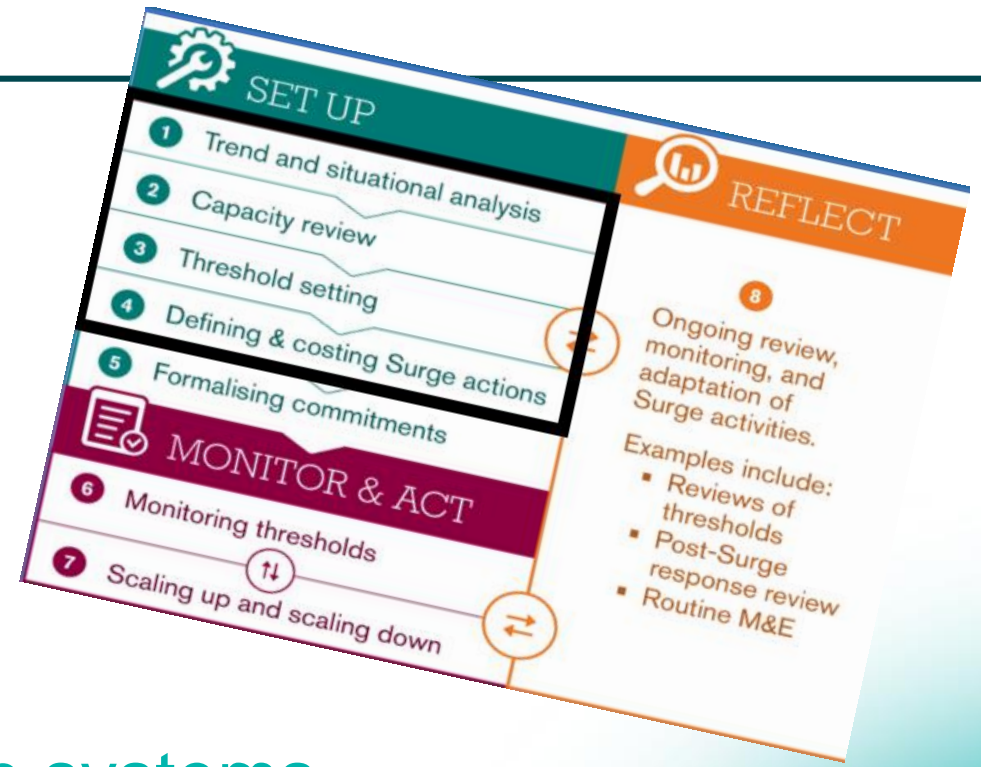 SET UP
1 Trend and situational analysis
2 Capacity review
3 Threshold setting
4 Defining & costing Surge actions
5 Formalising commitments
MONITOR & ACT
6 Monitoring thresholds
7 Scaling up and scaling down
REFLECT
8
Ongoing review,
monitoring, and
adaptation of
Surge activities.
Examples include:
▪ Reviews of
thresholds
▪ Post-Surge
response review
▪ Routine M&E
systems